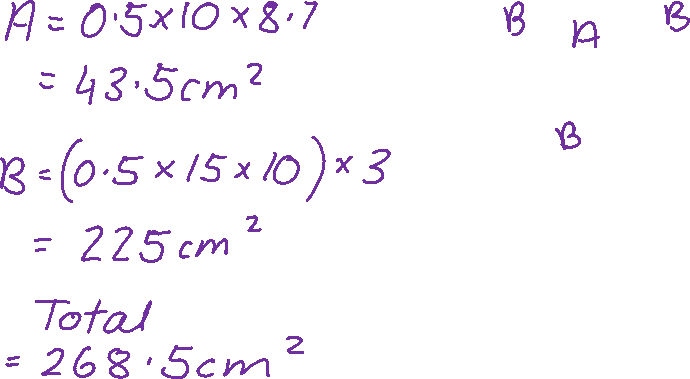 A = 0.5 × 10 × 8.7
= 43.5cm²
B = (0.5 × 15 × 10) × 3
= 225cm²
Total
= 268.5cm²
B A B
B